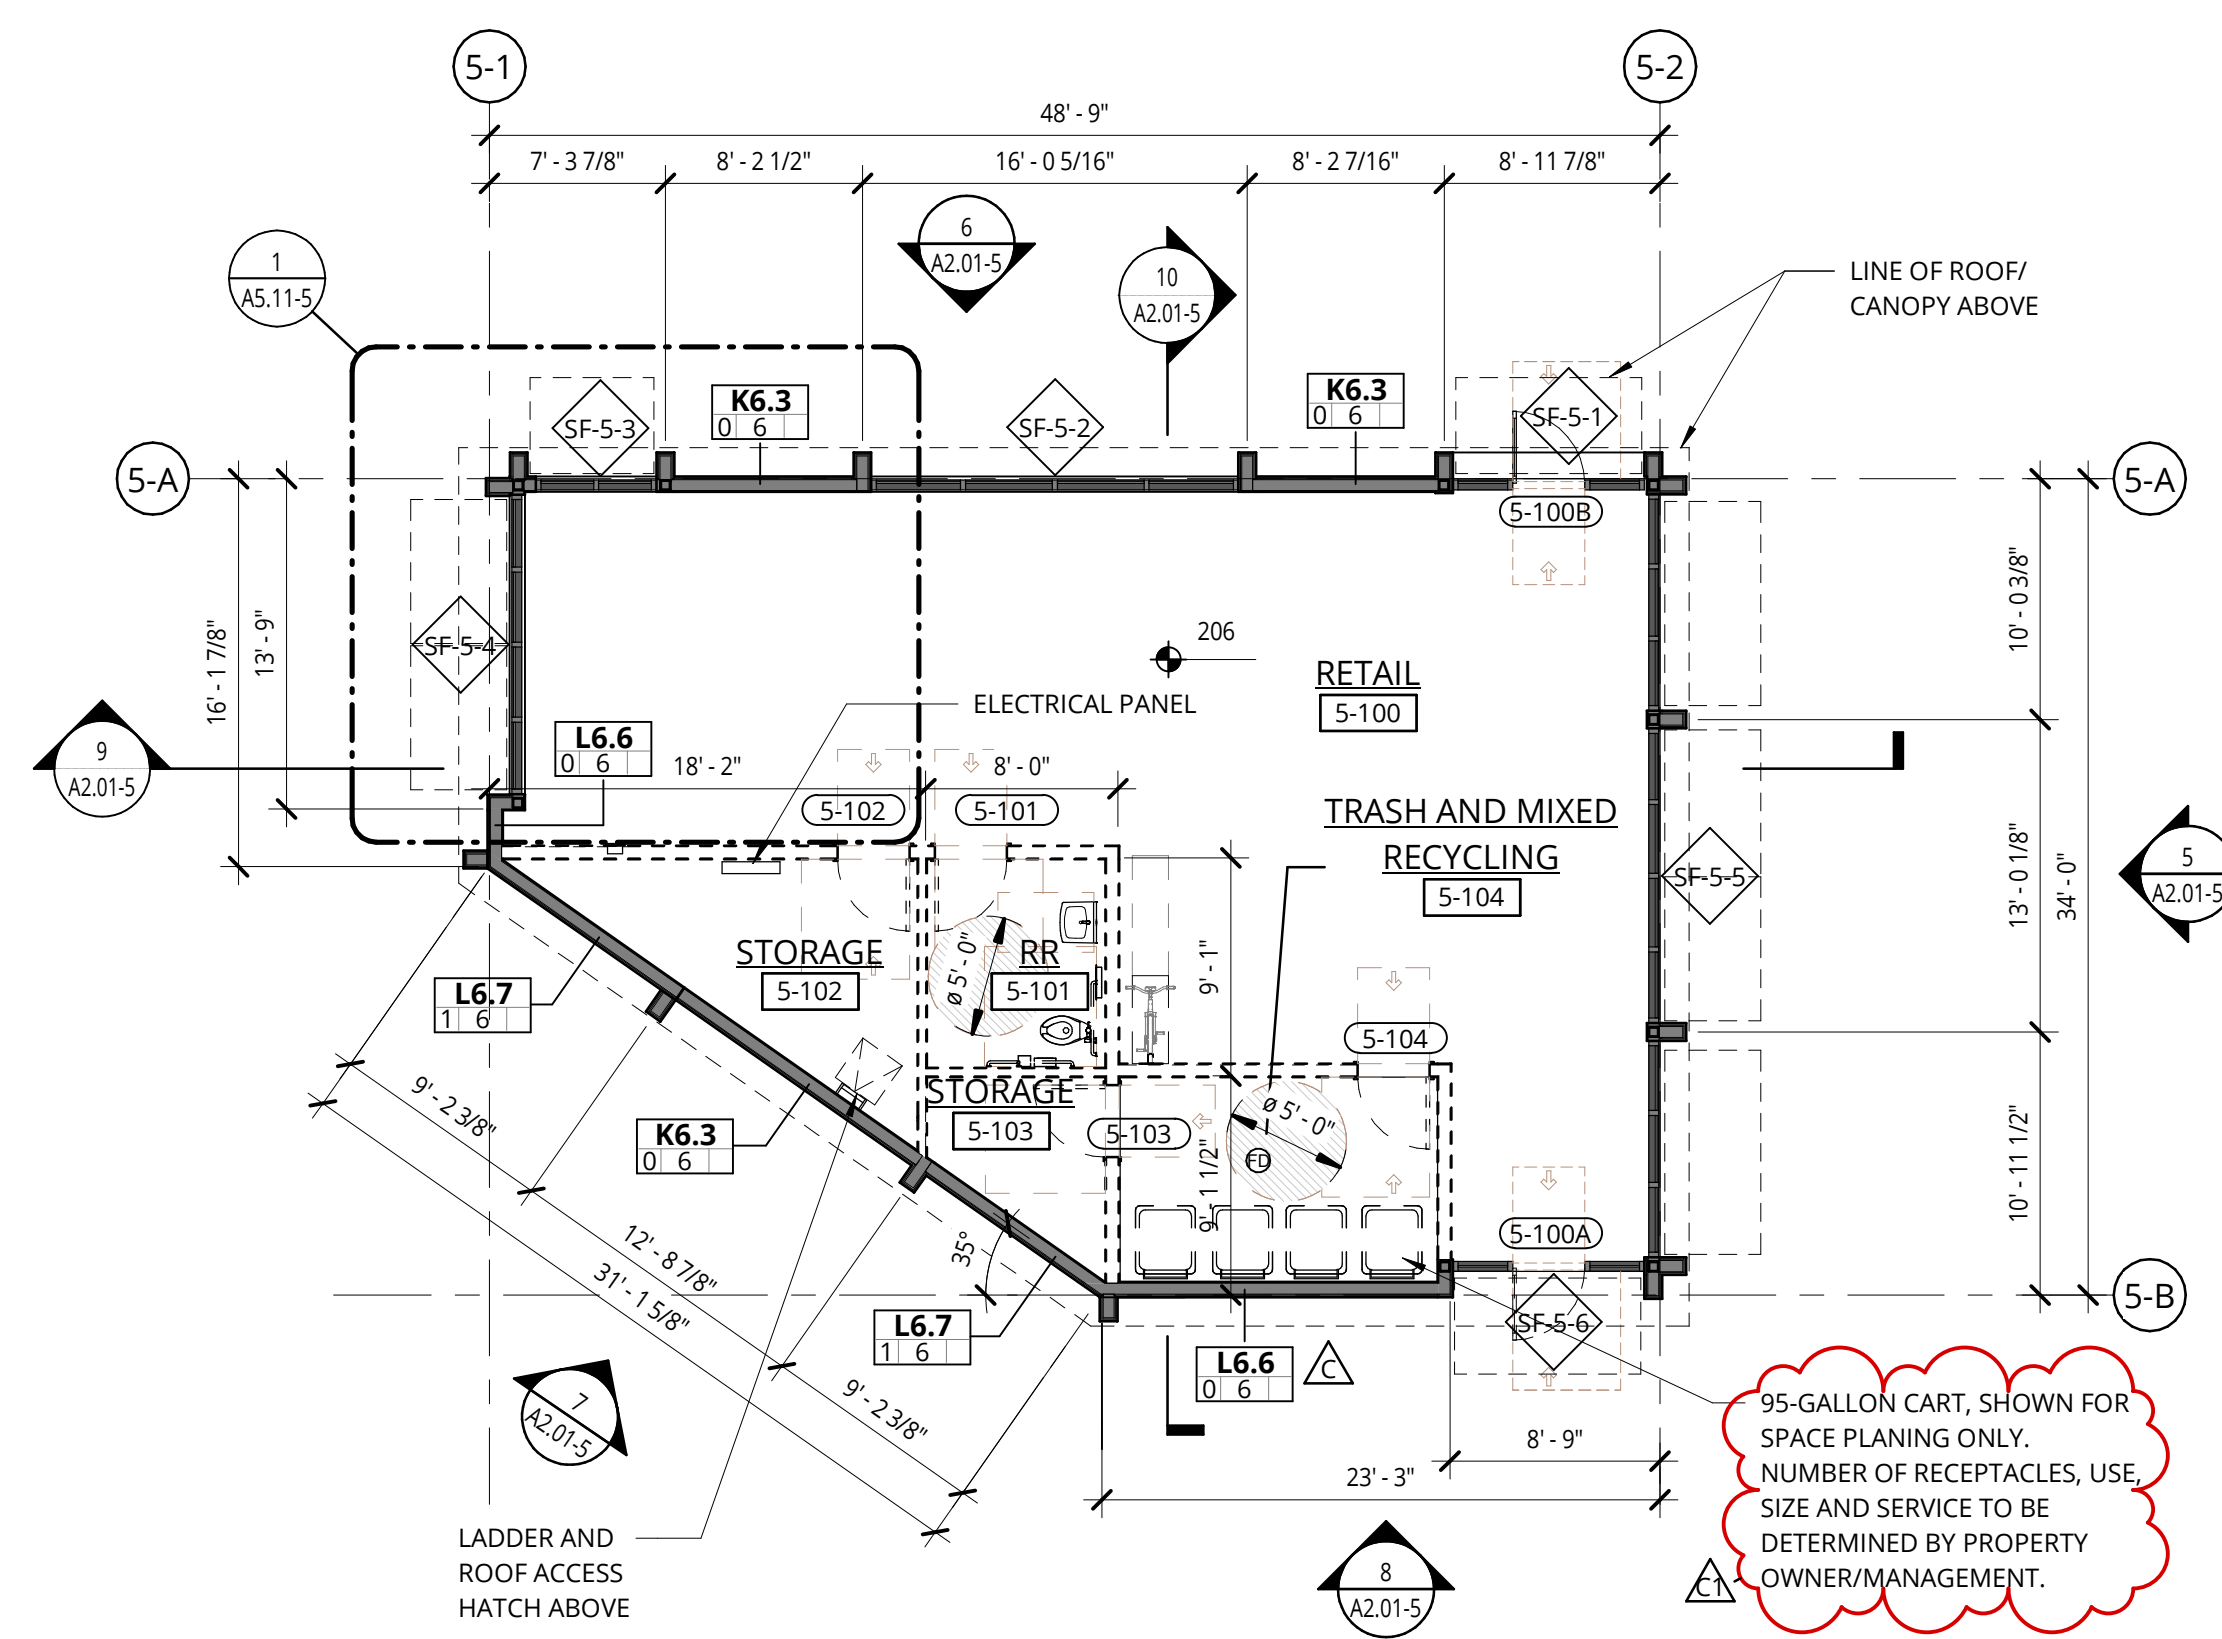 5-1
5-2
48' - 9"
7' - 3 7/8"
8' - 2 1/2"
16' - 0 5/16"
8' - 2 7/16"
8' - 11 7/8"
6
A2.01-5
1
A5.11-5
10
A2.01-5
LINE OF ROOF/
CANOPY ABOVE
K6.3
0 6
K6.3
0 6
SF-5-3
SF-5-2
SF-5-1
5-A
5-A
5-100B
16' - 1 7/8"
13' - 9"
SF-5-4
10' - 0 3/8"
206
RETAIL
5-100
ELECTRICAL PANEL
L6.6
0 6
18' - 2"
8' - 0"
9
A2.01-5
5-102
5-101
TRASH AND MIXED
RECYCLING
5-104
SF-5-5
13' - 0 1/8"
34' - 0"
5
A2.01-5
STORAGE
5-102
ø 5' - 0"
RR
5-101
9' - 1"
L6.7
1 6
5-104
STORAGE
5-103
5-103
ø 5' - 0"
FD
9' - 1 1/2"
9' - 2 3/8"
K6.3
0 6
10' - 11 1/2"
5-100A
35°
12' - 8 7/8"
31' - 1 5/8"
5-B
L6.7
1 6
SF-5-6
L6.6
0 6
C
7
A2.01-5
9' - 2 3/8"
8' - 9"
23' - 3"
95-GALLON CART, SHOWN FOR
SPACE PLANING ONLY.
NUMBER OF RECEPTACLES, USE,
SIZE AND SERVICE TO BE
DETERMINED BY PROPERTY
OWNER/MANAGEMENT.
C1
LADDER AND
ROOF ACCESS
HATCH ABOVE
8
A2.01-5